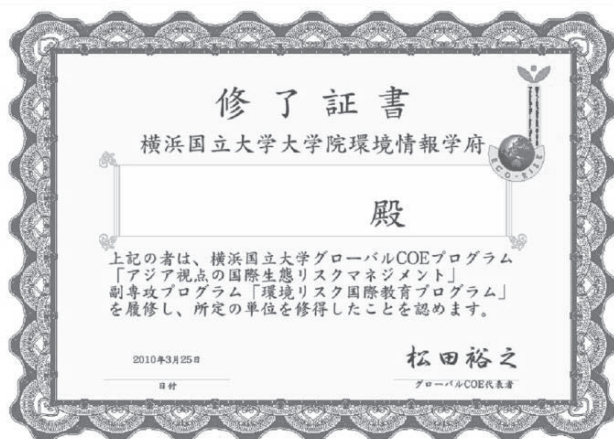 修了証書
横浜国立大学大学院環境情報学府
ECO-RISE
殿
上記の者は、横浜国立大学グローバルCOEプログラム
「アジア視点の国際生態リスクマネジメント」
副専攻プログラム「環境リスク国際教育プログラム」
を履修し、所定の単位を修得したことを認めます。
2010年3月25日
日付
松田裕之
グローバルCOE代表者